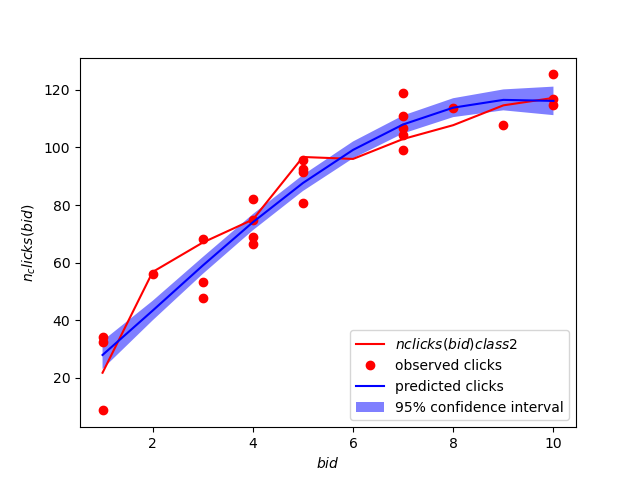 120
100
80
60
40
20
n_clicks(bid)
nclicks(bid)class2
observed clicks
predicted clicks
95% confidence interval
2
4
6
8
10
bid